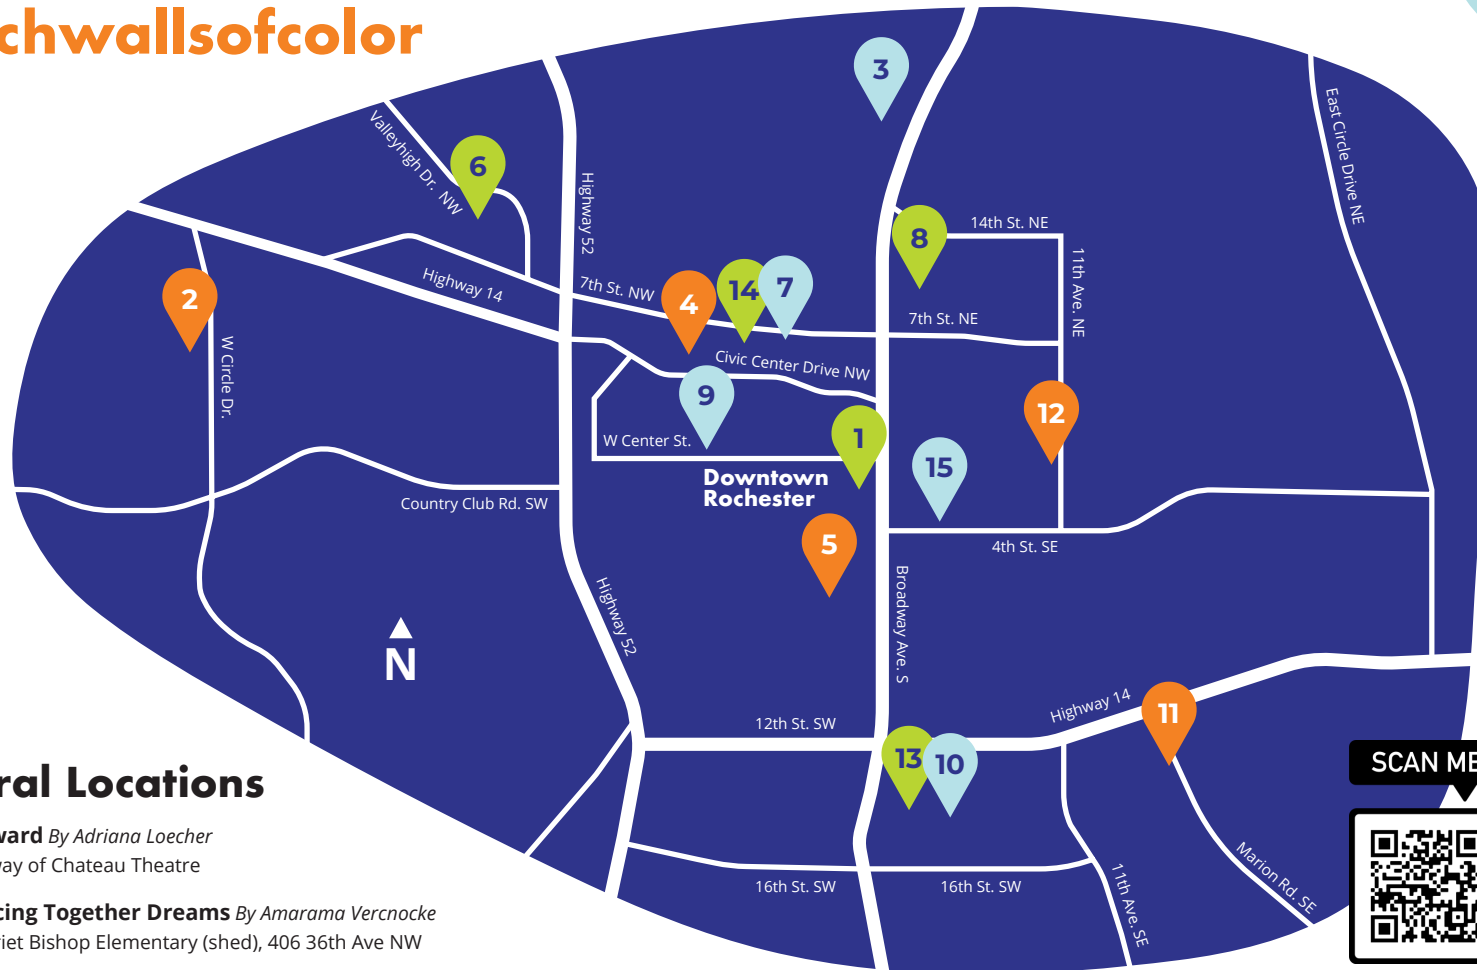 chwallsofcolor
3
Valleyhigh Dr. NW
6
Highway 52
East Circle Drive NE
8
14th St. NE
11th Ave. NE
2
Highway 14
7th St. NW
4
14
7
7th St. NE
W Circle Dr.
Civic Center Drive NW
9
12
1
W Center St.
15
Downtown
Rochester
Country Club Rd. SW
5
4th St. SE
Highway 52
Broadway Ave. S
N
12th St. SW
Highway 14
11
13
10
SCAN ME
16th St. SW
16th St. SW
11th Ave. SE
Marion Rd. SE
ral Locations
ward By Adriana Loecher
way of Chateau Theatre
cing Together Dreams By Amarama Vercnocke
riet Bishop Elementary (shed), 406 36th Ave NW